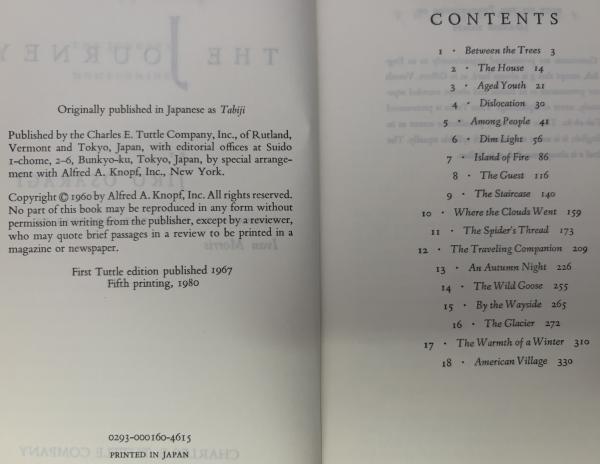 Originally published in Japanese as Tabiji
Published by the Charles E. Tuttle Company, Inc., of Rutland,
Vermont and Tokyo, Japan, with editorial offices at Suido
1-chome, 2-6, Bunkyo-ku, Tokyo, Japan, by special arrange-
ment with Alfred A. Knopf, Inc., New York.
Copyright © 1960 by Alfred A. Knopf, Inc. All rights reserved.
No part of this book may be reproduced in any form without
permission in writing from the publisher, except by a reviewer,
who may quote brief passages in a review to be printed in a
magazine or newspaper.
First Tuttle edition published 1967
Fifth printing, 1980
0293-000160-4615
PRINTED IN JAPAN
CONTENTS
1 · Between the Trees 3
2 · The House 14
3 · Aged Youth 21
4 · Dislocation 30
5 · Among People 41
6 · Dim Light 56
7 · Island of Fire 86
8 · The Guest 116
9 · The Staircase 140
10 · Where the Clouds Went 159
11 · The Spider's Thread 173
12 · The Traveling Companion 209
13 · An Autumn Night 226
14 · The Wild Goose 255
15 · By the Wayside 265
16 · The Glacier 272
17 · The Warmth of a Winter 310
18 · American Village 330